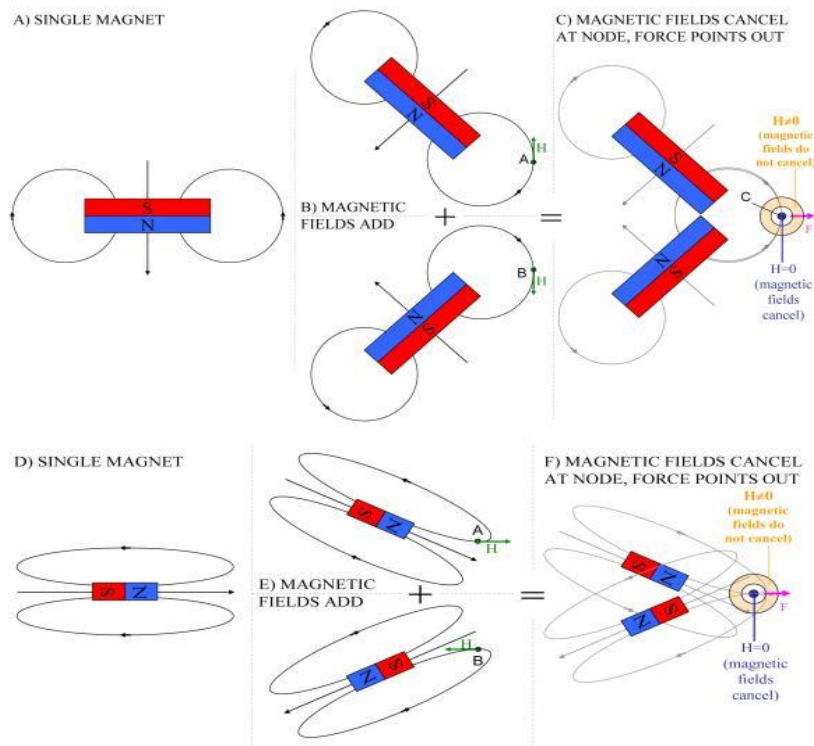 A) SINGLE MAGNET
S
N
S
N
H
A
B) MAGNETIC
FIELDS ADD
+
=
N
S
B
H
C) MAGNETIC FIELDS CANCEL
AT NODE, FORCE POINTS OUT
S
N
N
S
C
H≠0
(magnetic
fields do
not cancel)
F
H=0
(magnetic
fields
cancel)
D) SINGLE MAGNET
S N
S N
A
H
E) MAGNETIC
FIELDS ADD
+
=
N S
H
B
F) MAGNETIC FIELDS CANCEL
AT NODE, FORCE POINTS OUT
S N
N S
H≠0
(magnetic
fields do
not cancel)
F
H=0
(magnetic
fields
cancel)